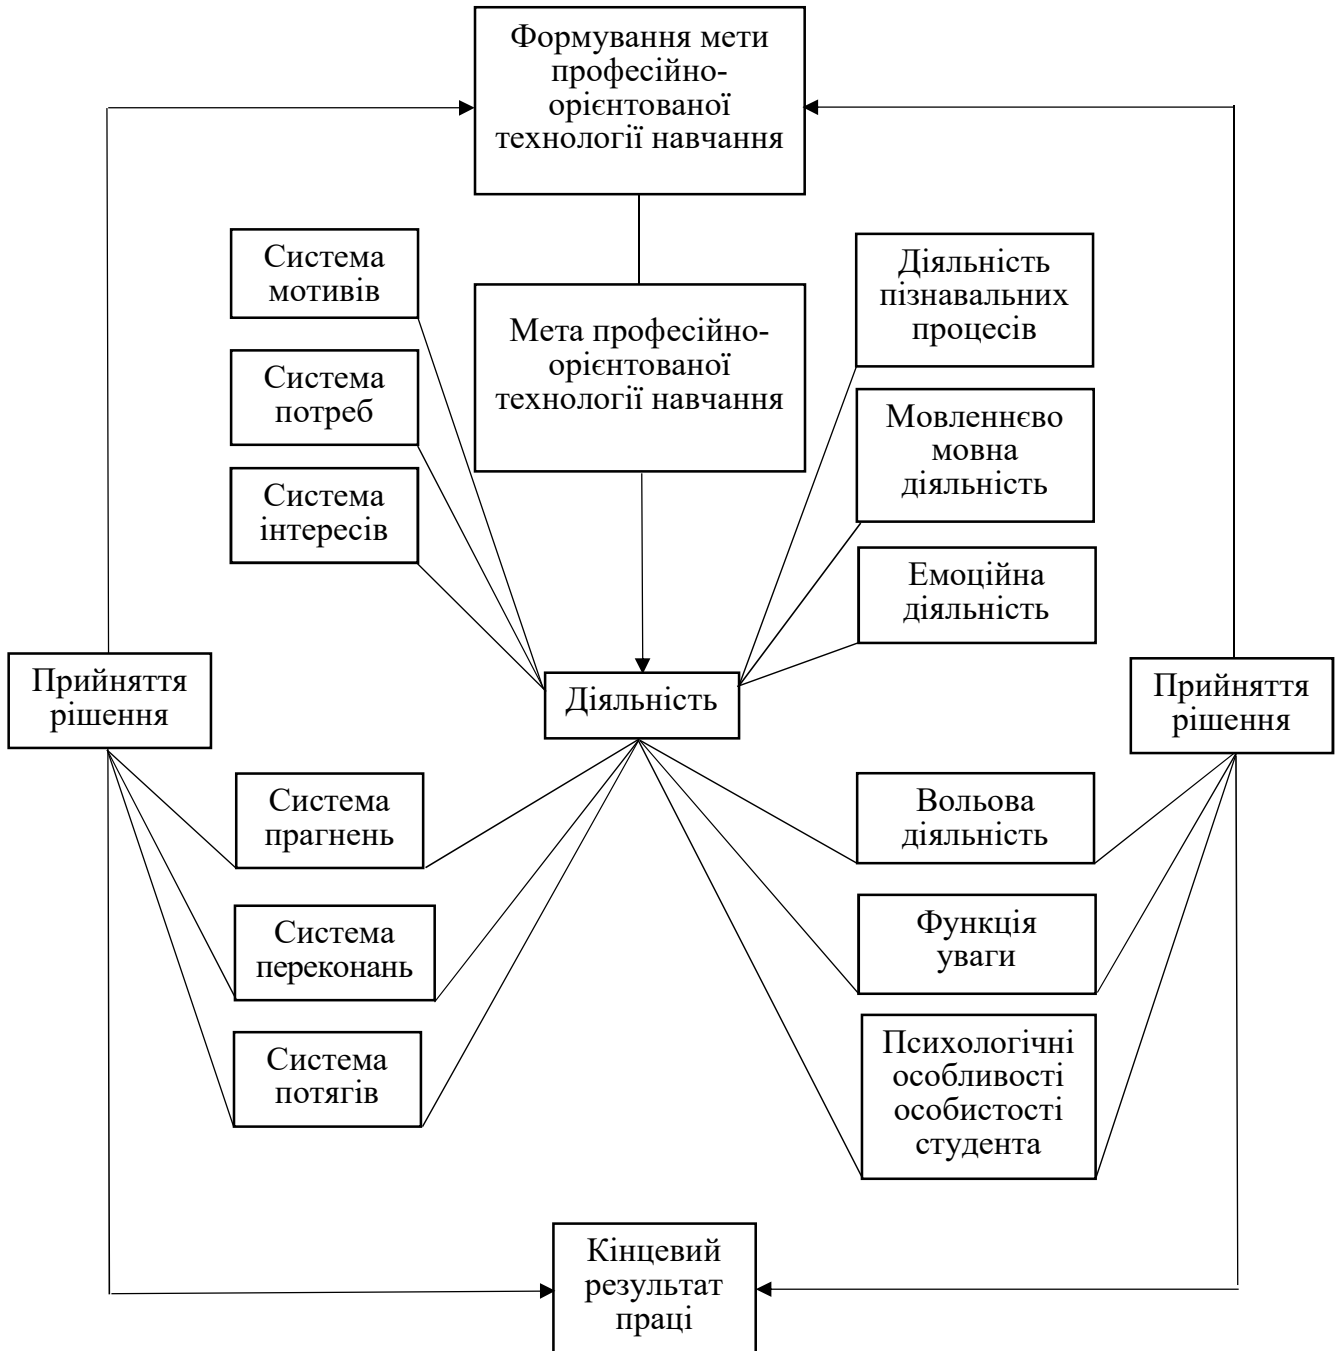 Формування мети
професійно-
орієнтованої
технології навчання
Система
мотивів
Діяльність
пізнавальних
процесів
Мета професійно-
орієнтованої
технології навчання
Система
потреб
Мовленнєво
мовна
діяльність
Система
інтересів
Емоційна
діяльність
Прийняття
рішення
Діяльність
Прийняття
рішення
Система
прагнень
Вольова
діяльність
Система
переконань
Функція
уваги
Система
потягів
Психологічні
особливості
особистості
студента
Кінцевий
результат
праці